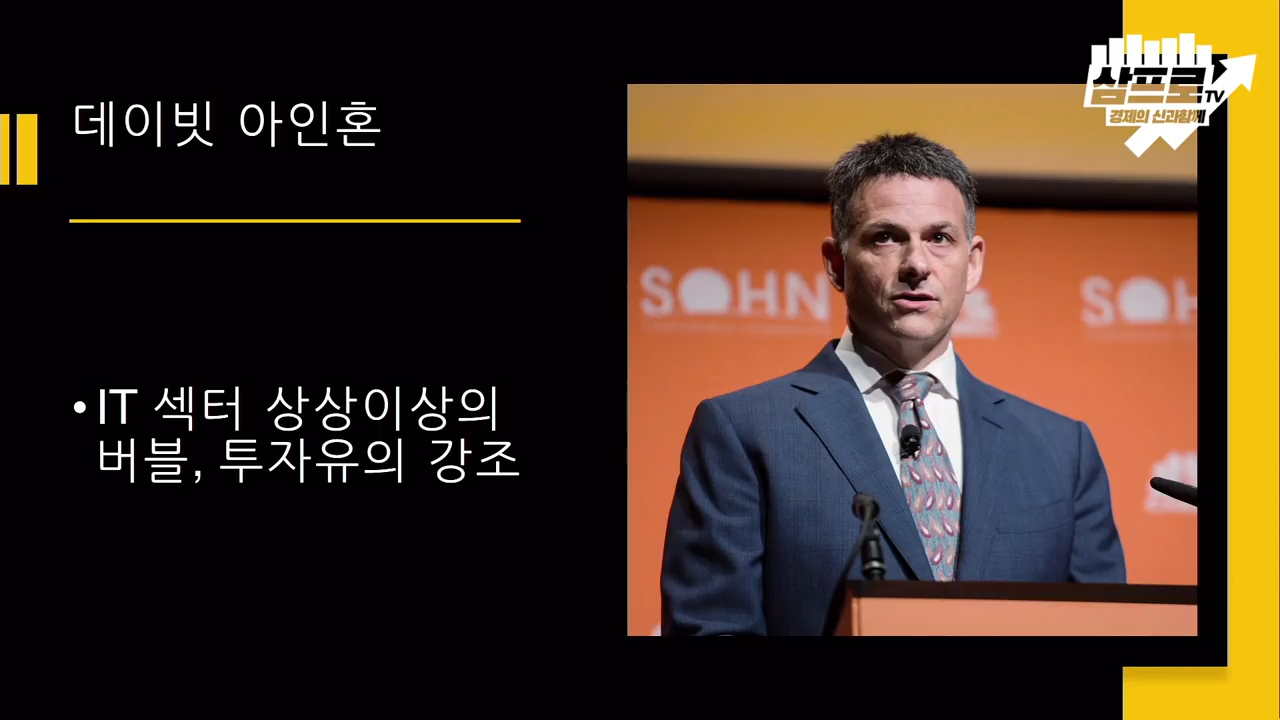 데이빗 아인혼
• IT 섹터 상상이상의
버블, 투자유의 강조
삼프로TV
경제의 신과함께
SOHN
SOH